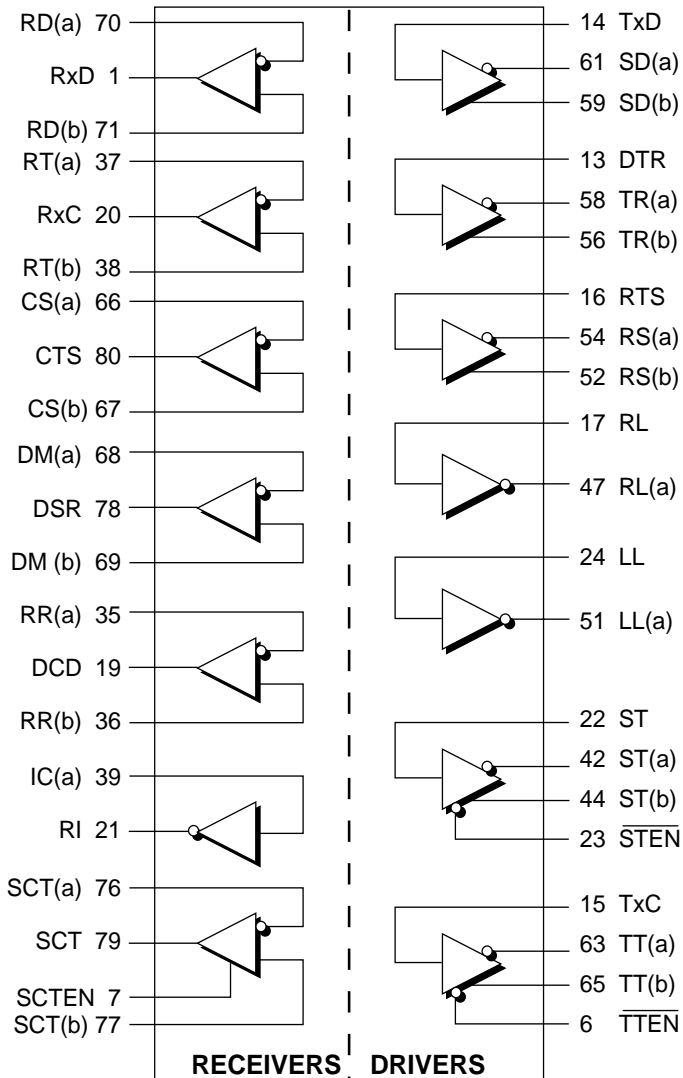 RD(a) 70
RxD 1
RD(b) 71
RT(a) 37
RxC 20
RT(b) 38
CS(a) 66
CTS 80
CS(b) 67
DM(a) 68
DSR 78
DM (b) 69
RR(a) 35
DCD 19
RR(b) 36
IC(a) 39
RI 21
SCT(a) 76
SCT 79
SCTEN 7
SCT(b) 77
14 TxD
61 SD(a)
59 SD(b)
13 DTR
58 TR(a)
56 TR(b)
16 RTS
54 RS(a)
52 RS(b)
17 RL
47 RL(a)
24 LL
51 LL(a)
22 ST
42 ST(a)
44 ST(b)
23 STEN
15 TxC
63 TT(a)
65 TT(b)
6 TTEN
RECEIVERS DRIVERS